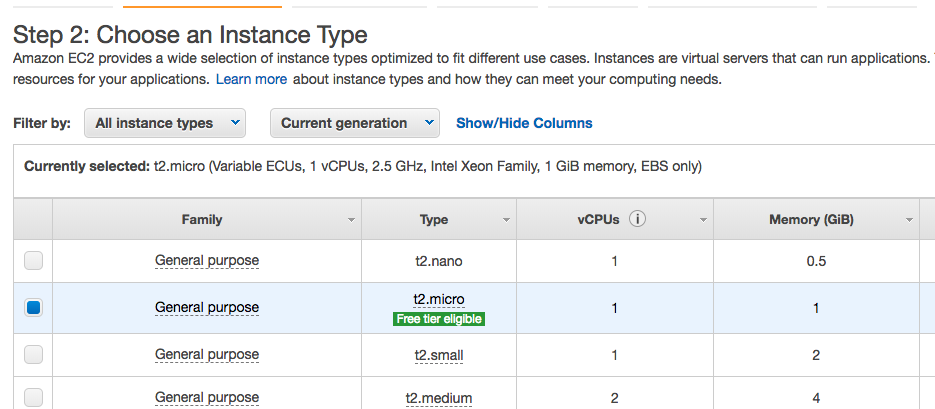 Step 2: Choose an Instance Type
Amazon EC2 provides a wide selection of instance types optimized to fit different use cases. Instances are virtual servers that can run applications.
resources for your applications. Learn more about instance types and how they can meet your computing needs.
Filter by: All instance types Current generation Show/Hide Columns
Currently selected: t2.micro (Variable ECUs, 1 vCPUs, 2.5 GHz, Intel Xeon Family, 1 GiB memory, EBS only)
Family Type vCPUs i Memory (GiB)
General purpose t2.nano 1 0.5
General purpose t2.micro 1 1
Free tier eligible
General purpose t2.small 1 2
General purpose t2.medium 2 4